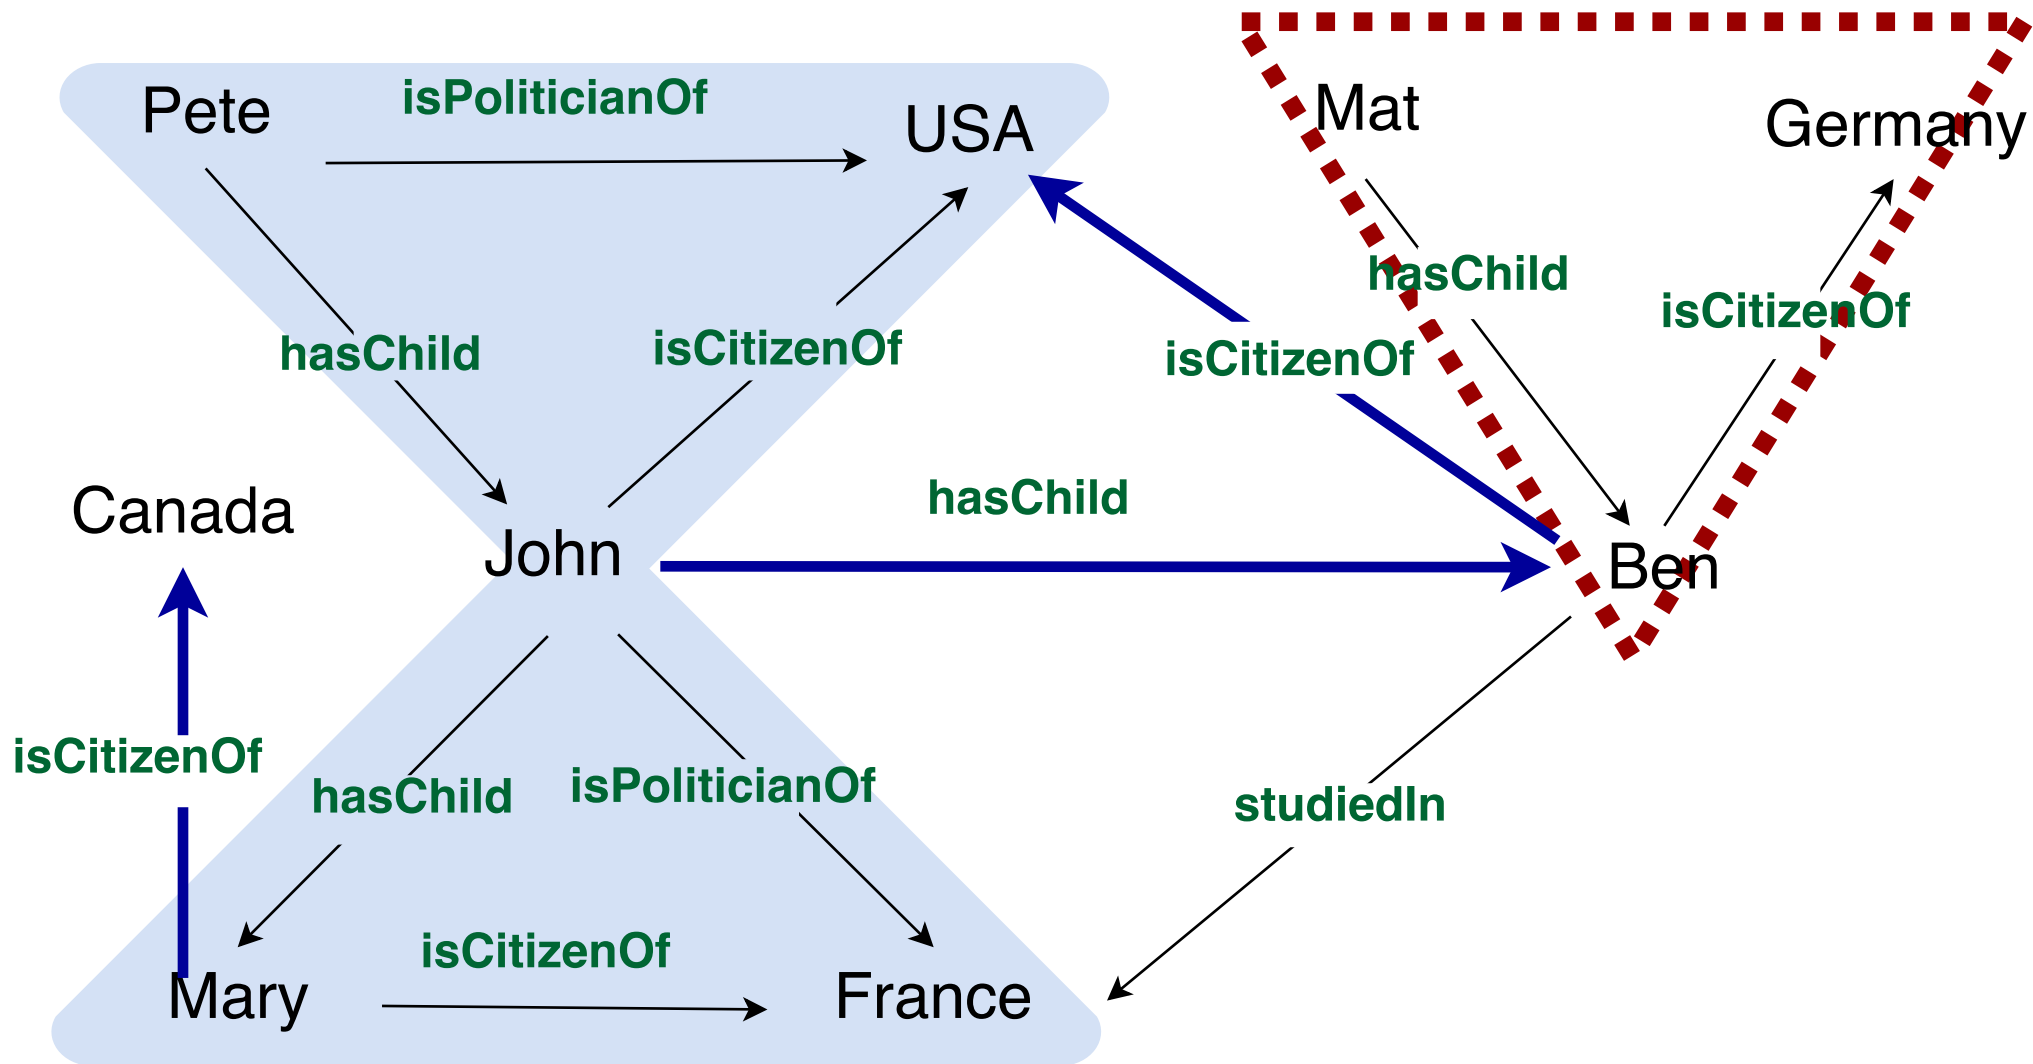 Pete
isPoliticianOf
USA
Mat
Germany
hasChild
isCitizenOf
hasChild
isCitizenOf
isCitizenOf
Canada
John
hasChild
Ben
isCitizenOf
hasChild
isPoliticianOf
studiedIn
isCitizenOf
Mary
France